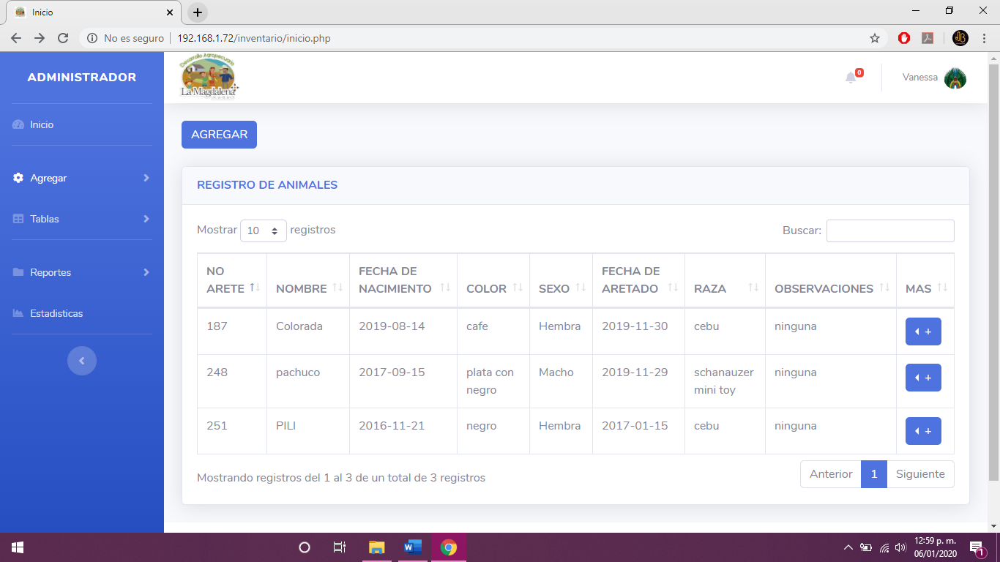 Inicio
No es seguro
192.168.1.72/inventario/inicio.php
ADMINISTRADOR
Desarrollo Agropecuario
La Magdalena
0
Vanessa
Inicio
Agregar
Tablas
Reportes
Estadisticas
AGREGAR
REGISTRO DE ANIMALES
Mostrar 10 registros
Buscar:
NO ARETE NOMBRE FECHA DE NACIMIENTO COLOR SEXO FECHA DE ARETADO RAZA OBSERVACIONES MAS
187 Colorada 2019-08-14 cafe Hembra 2019-11-30 cebu ninguna +
248 pachuco 2017-09-15 plata con negro Macho 2019-11-29 schanauzer mini toy ninguna +
251 PILI 2016-11-21 negro Hembra 2017-01-15 cebu ninguna +
Mostrando registros del 1 al 3 de un total de 3 registros
Anterior 1 Siguiente
12:59 p. m.
06/01/2020
1